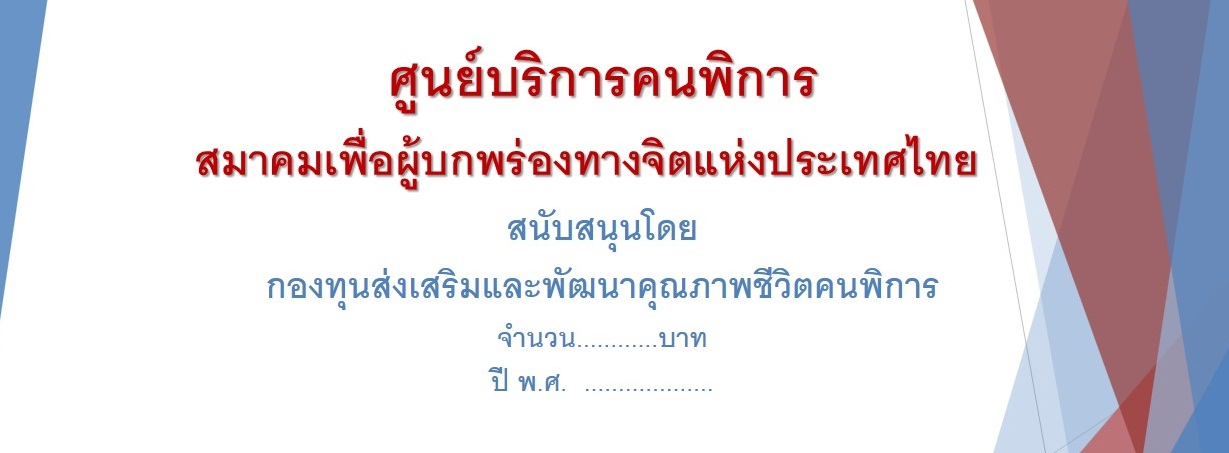 ศูนย์บริการคนพิการ
สมาคมเพื่อผู้บกพร่องทางจิตแห่งประเทศไทย
สนับสนุนโดย
กองทุนส่งเสริมและพัฒนาคุณภาพชีวิตคนพิการ
จำนวน............บาท
ปี พ.ศ. ...................